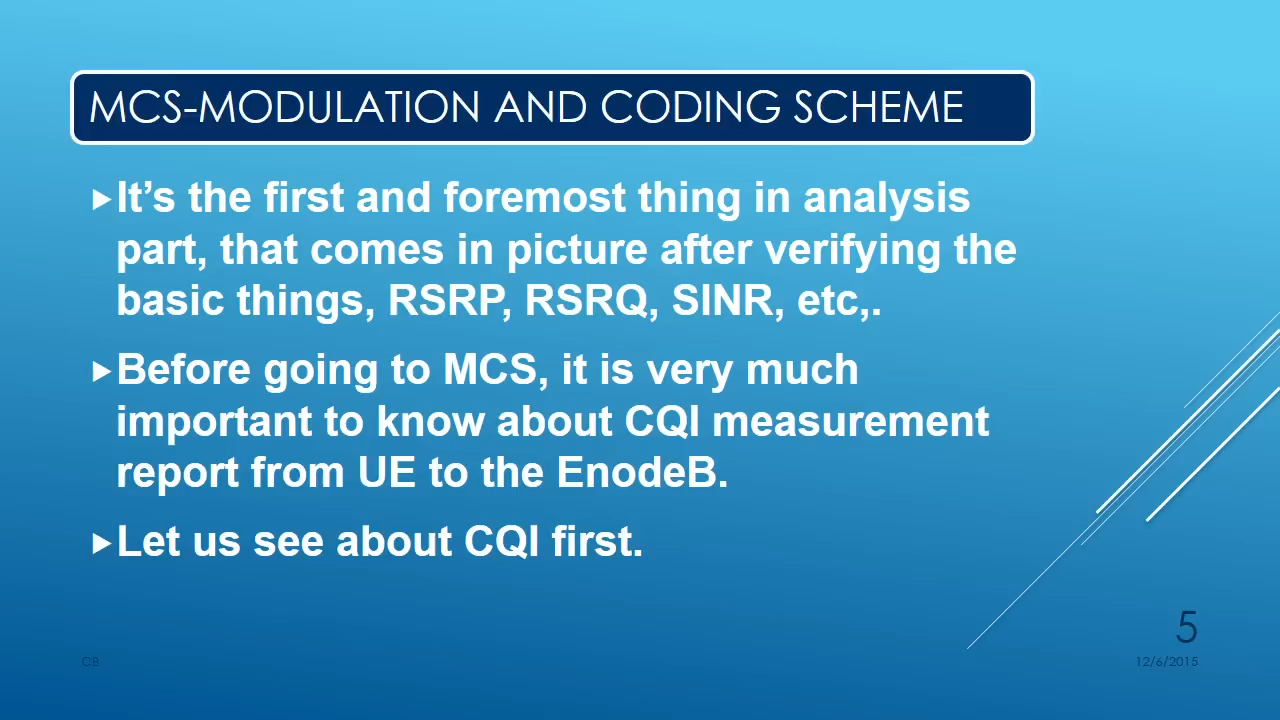 MCS-MODULATION AND CODING SCHEME
It’s the first and foremost thing in analysis
part, that comes in picture after verifying the
basic things, RSRP, RSRQ, SINR, etc,.
Before going to MCS, it is very much
important to know about CQI measurement
report from UE to the EnodeB.
Let us see about CQI first.
5
CB
12/6/2015